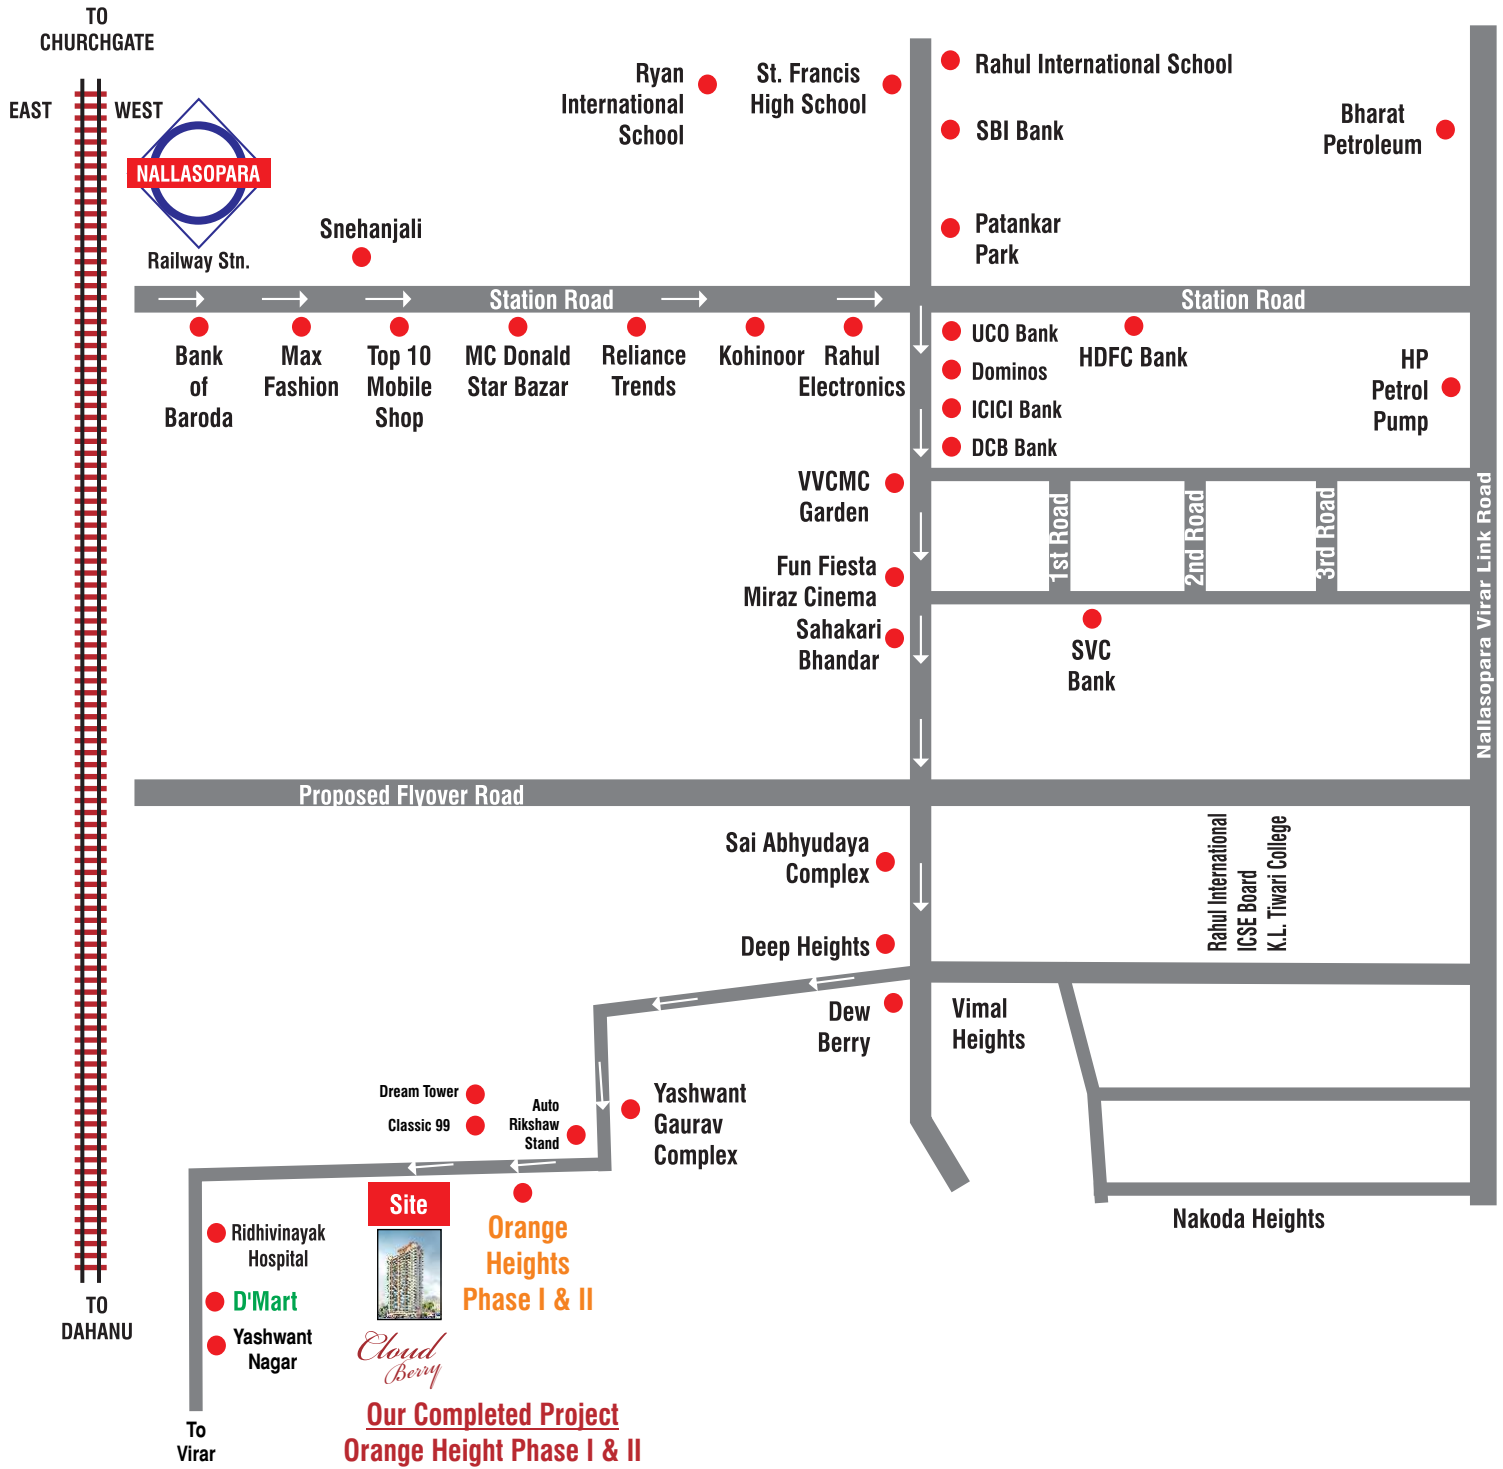 TO
CHURCHGATE
EAST
WEST
NALLASOPARA
Railway Stn.
Snehanjali
Ryan
International
School
St. Francis
High School
Rahul International School
SBI Bank
Patankar
Park
Bharat
Petroleum
Station Road
Station Road
Bank
of
Baroda
Max
Fashion
Top 10
Mobile
Shop
MC Donald
Star Bazar
Reliance
Trends
Kohinoor
Rahul
Electronics
UCO Bank
Dominos
ICICI Bank
DCB Bank
HDFC Bank
HP
Petrol
Pump
VVCMC
Garden
Fun Fiesta
Miraz Cinema
Sahakari
Bhandar
1st Road
2nd Road
3rd Road
Nallasopara Virar Link Road
SVC
Bank
Proposed Flyover Road
Sai Abhyudaya
Complex
Deep Heights
Rahul International
ICSE Board
K.L. Tiwari College
Dew
Berry
Vimal
Heights
Dream Tower
Classic 99
Auto
Rikshaw
Stand
Yashwant
Gaurav
Complex
Site
Orange
Heights
Phase I & II
Nakoda Heights
Ridhivinayak
Hospital
D'Mart
Yashwant
Nagar
TO
DAHANU
Cloud
Berry
To
Virar
Our Completed Project
Orange Height Phase I & II